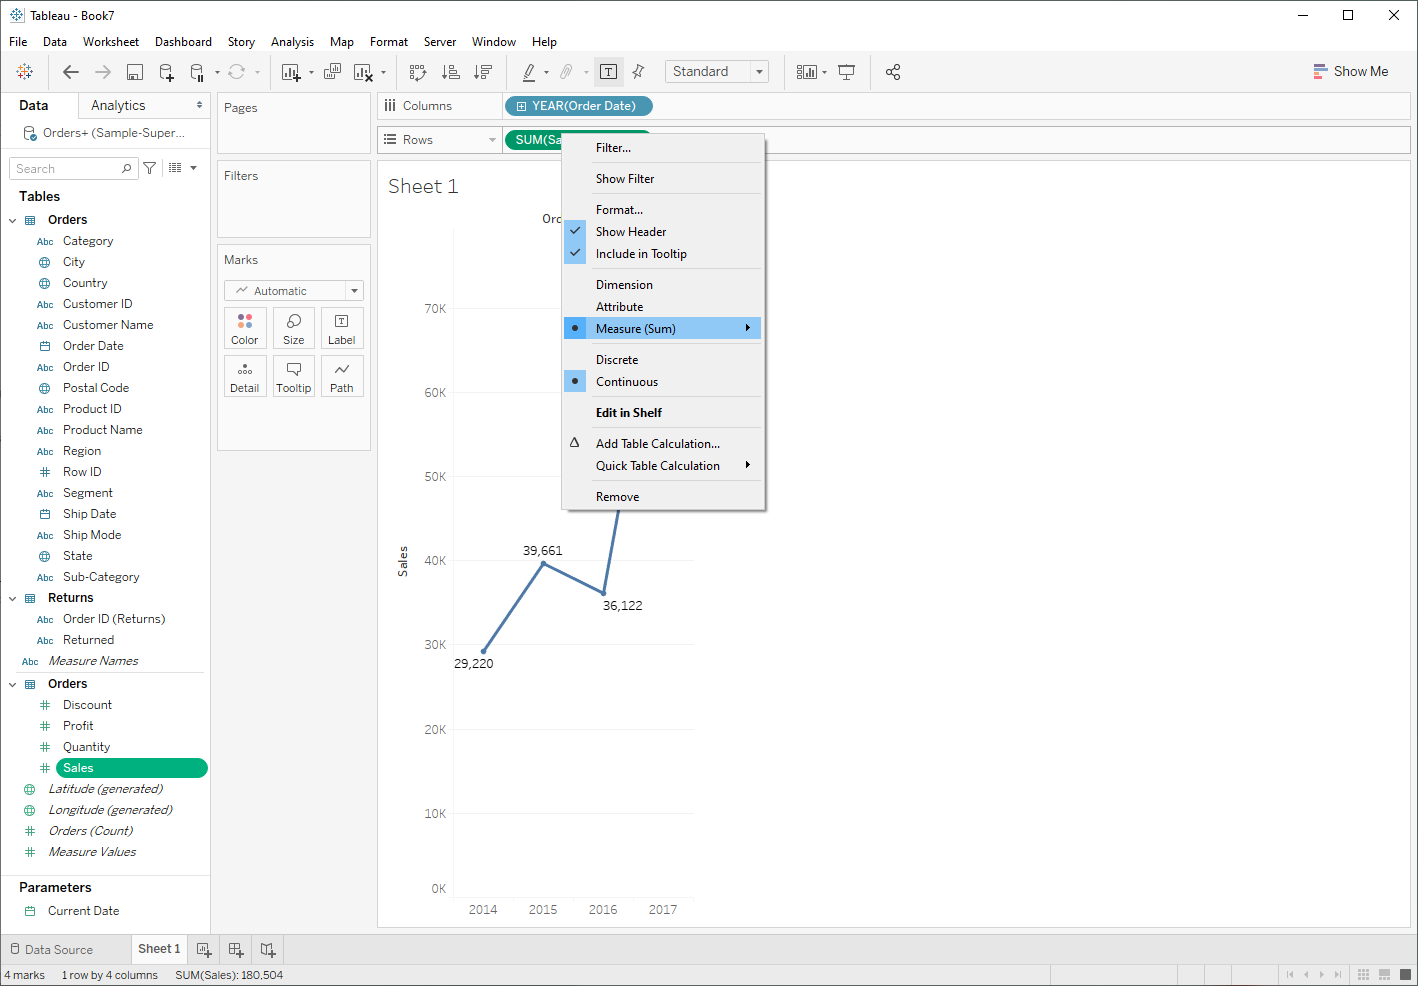 Tableau - Book7
File Data Worksheet Dashboard Story Analysis Map Format Server Window Help
Standard
Show Me
Data Analytics
Orders+ (Sample-Super...
Search
Tables
Orders
Abc Category
City
Country
Abc Customer ID
Abc Customer Name
Order Date
Abc Order ID
Postal Code
Abc Product ID
Abc Product Name
Abc Region
Row ID
Abc Segment
Ship Date
Abc Ship Mode
State
Abc Sub-Category
Returns
Abc Order ID (Returns)
Abc Returned
Abc Measure Names
Orders
Discount
Profit
Quantity
Sales
Latitude (generated)
Longitude (generated)
Orders (Count)
Measure Values
Parameters
Current Date
Pages
Filters
Marks
Automatic
Color Size Label
Detail Tooltip Path
Columns YEAR(Order Date)
Rows SUM(Sa
Sheet 1
Ord
Filter...
Show Filter
Format...
Show Header
Include in Tooltip
Dimension
Attribute
Measure (Sum)
Discrete
Continuous
Edit in Shelf
Add Table Calculation...
Quick Table Calculation
Remove
70K
60K
50K
40K
30K
20K
10K
0K
Sales
39,661
36,122
29,220
2014 2015 2016 2017
Data Source Sheet 1
4 marks 1 row by 4 columns SUM(Sales): 180,504